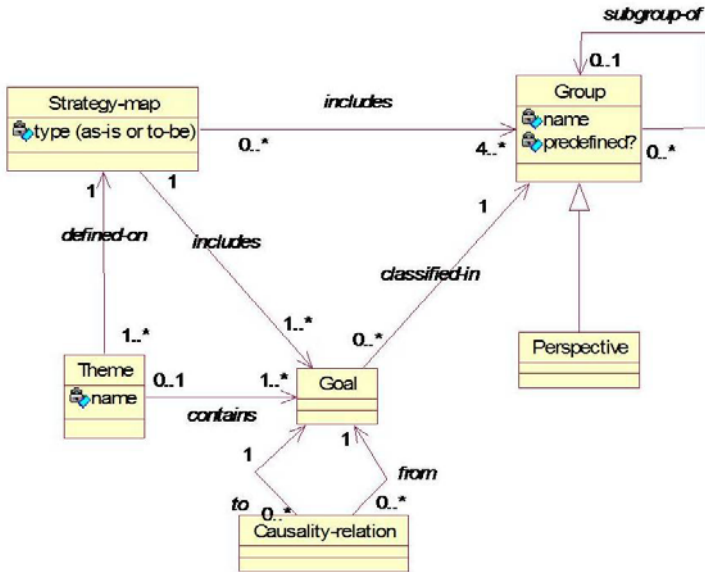 subgroup-of
0..1
Strategy-map
type (as-is or to-be)
includes
0..*
4..*
Group
name
predefined?
0..*
1
1
1
defined-on
includes
classified-in
1..*
1..*
0..*
Perspective
Theme
name
0..1
1..*
contains
Goal
1
1
to
from
0..*
0..*
Causality-relation